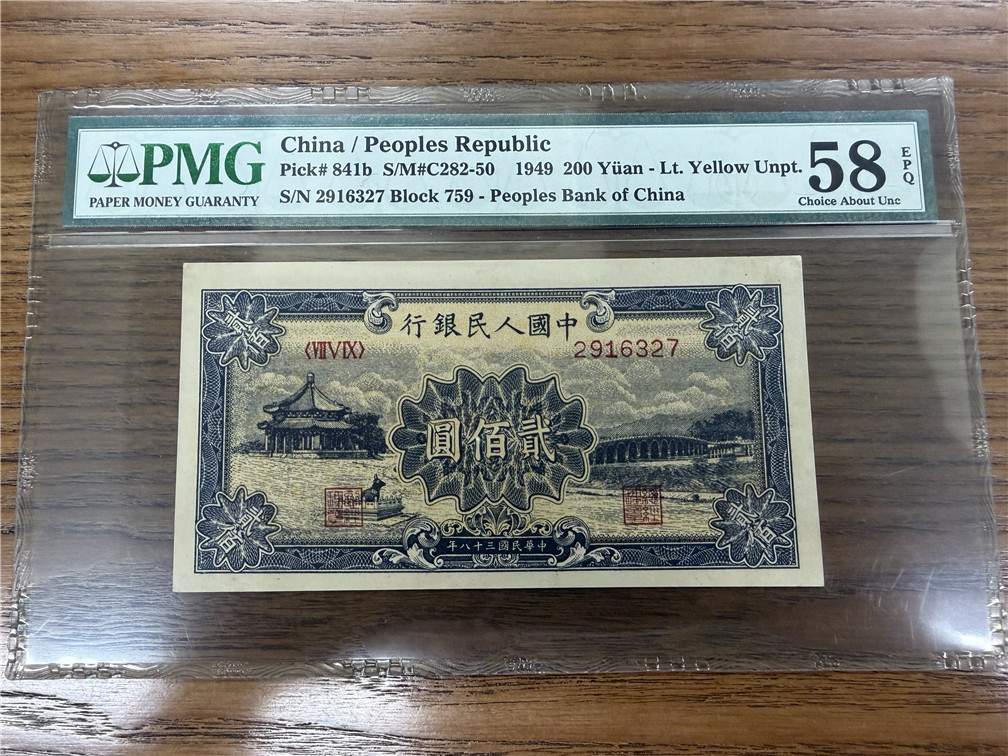 PMG
PAPER MONEY GUARANTY
China / Peoples Republic
Pick# 841b S/M#C282-50 1949 200 Yüan - Lt. Yellow Unpt.
S/N 2916327 Block 759 - Peoples Bank of China
58
EPQ
Choice About Unc
行銀民人國中
〈ⅧⅤⅨ〉
2916327
圓佰貳
年八十三國民華中